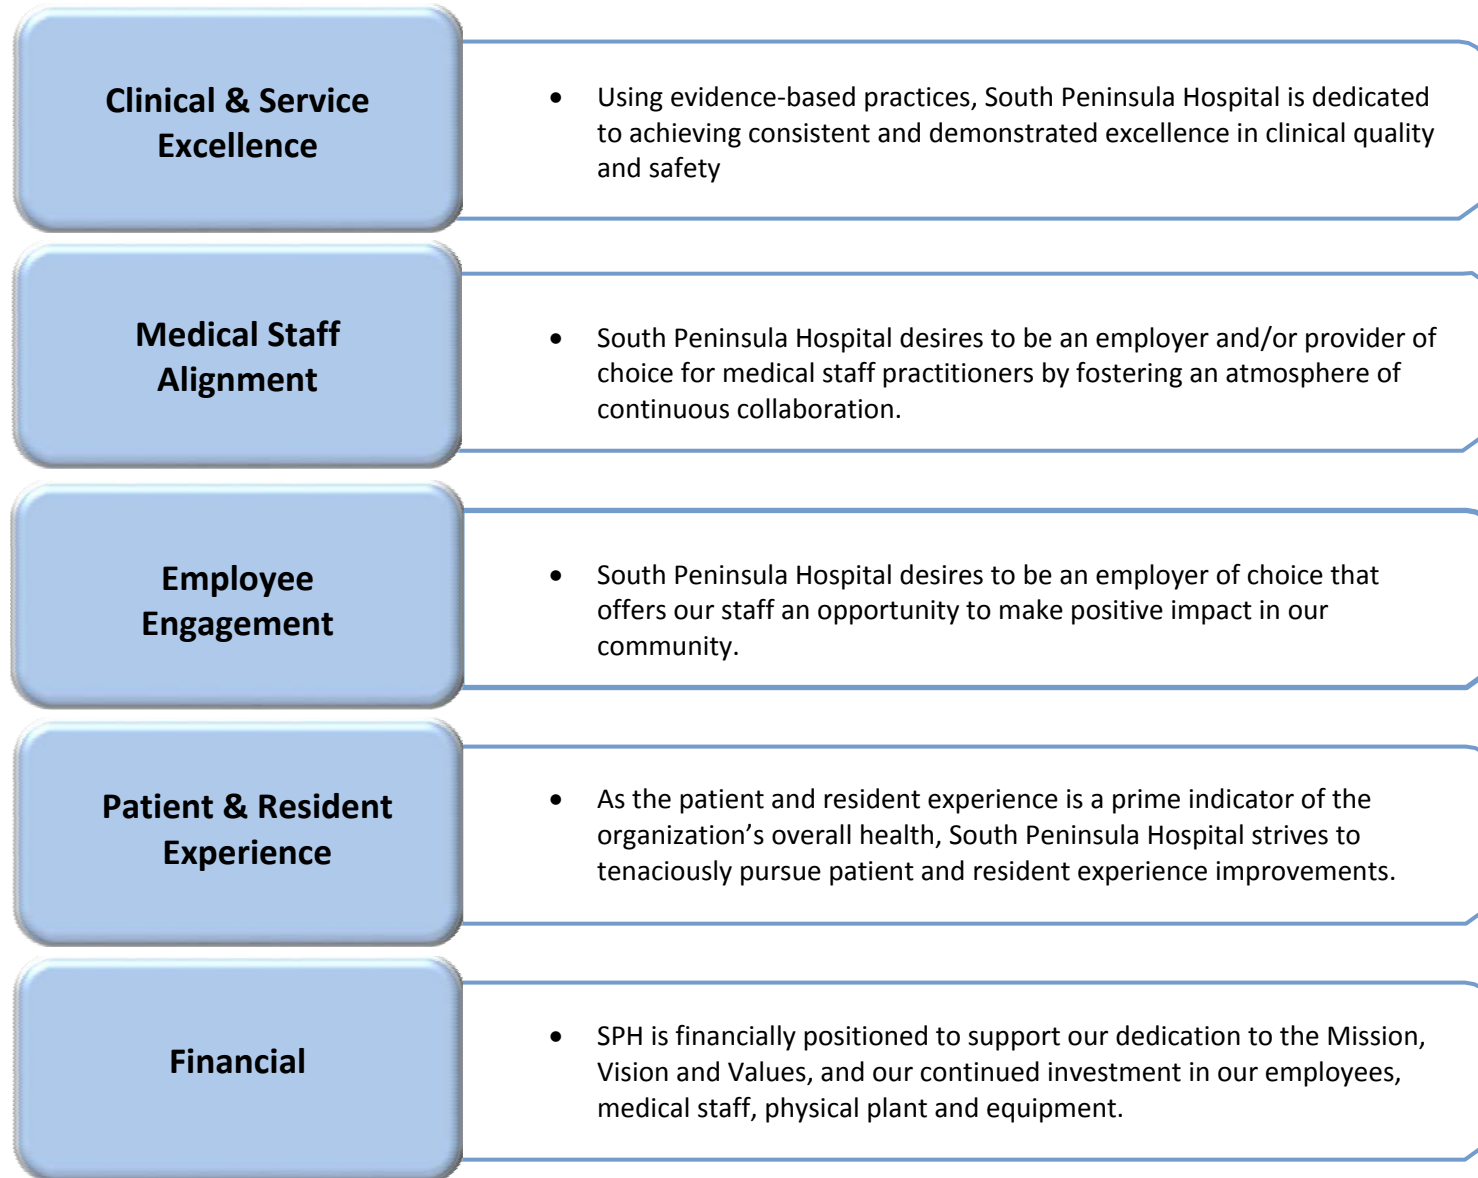 Clinical & Service
Excellence
• Using evidence-based practices, South Peninsula Hospital is dedicated
to achieving consistent and demonstrated excellence in clinical quality
and safety
Medical Staff
Alignment
• South Peninsula Hospital desires to be an employer and/or provider of
choice for medical staff practitioners by fostering an atmosphere of
continuous collaboration.
Employee
Engagement
• South Peninsula Hospital desires to be an employer of choice that
offers our staff an opportunity to make positive impact in our
community.
Patient & Resident
Experience
• As the patient and resident experience is a prime indicator of the
organization’s overall health, South Peninsula Hospital strives to
tenaciously pursue patient and resident experience improvements.
Financial
• SPH is financially positioned to support our dedication to the Mission,
Vision and Values, and our continued investment in our employees,
medical staff, physical plant and equipment.